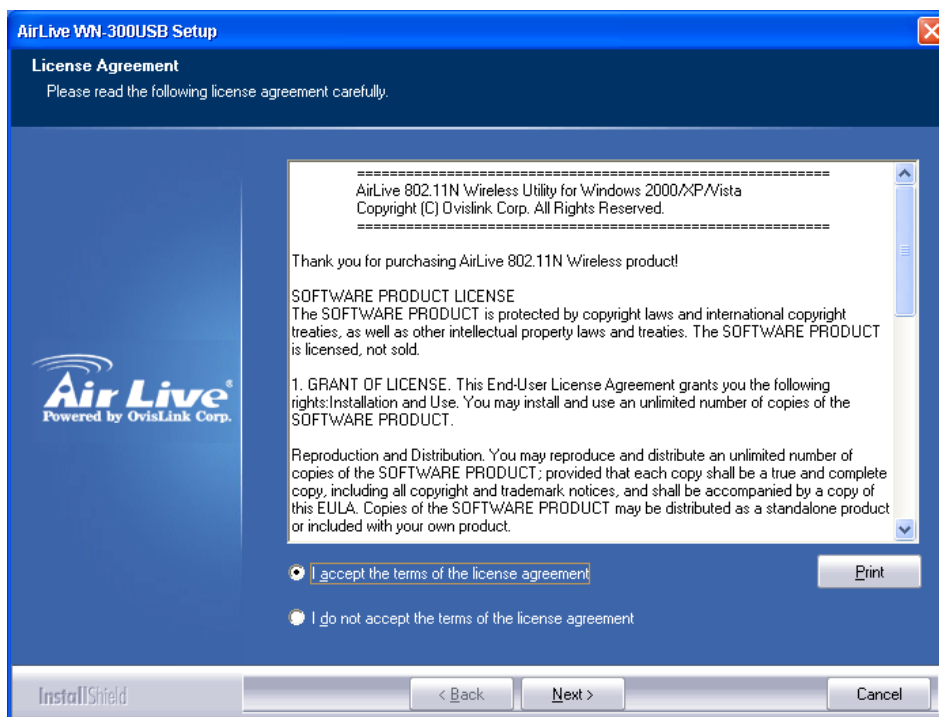 AirLive WN-300USB Setup
License Agreement
Please read the following license agreement carefully.
=========================================================
AirLive 802.11N Wireless Utility for Windows 2000/XP/Vista
Copyright (C) Ovislink Corp. All Rights Reserved.
=========================================================
Thank you for purchasing AirLive 802.11N Wireless product!
SOFTWARE PRODUCT LICENSE
The SOFTWARE PRODUCT is protected by copyright laws and international copyright
treaties, as well as other intellectual property laws and treaties. The SOFTWARE PRODUCT
is licensed, not sold.
1. GRANT OF LICENSE. This End-User License Agreement grants you the following
rights:Installation and Use. You may install and use an unlimited number of copies of the
SOFTWARE PRODUCT.
Reproduction and Distribution. You may reproduce and distribute an unlimited number of
copies of the SOFTWARE PRODUCT; provided that each copy shall be a true and complete
copy, including all copyright and trademark notices, and shall be accompanied by a copy of
this EULA. Copies of the SOFTWARE PRODUCT may be distributed as a standalone product
or included with your own product.
Air Live®
Powered by OvisLink Corp.
I accept the terms of the license agreement
Print
I do not accept the terms of the license agreement
InstallShield
< Back
Next >
Cancel